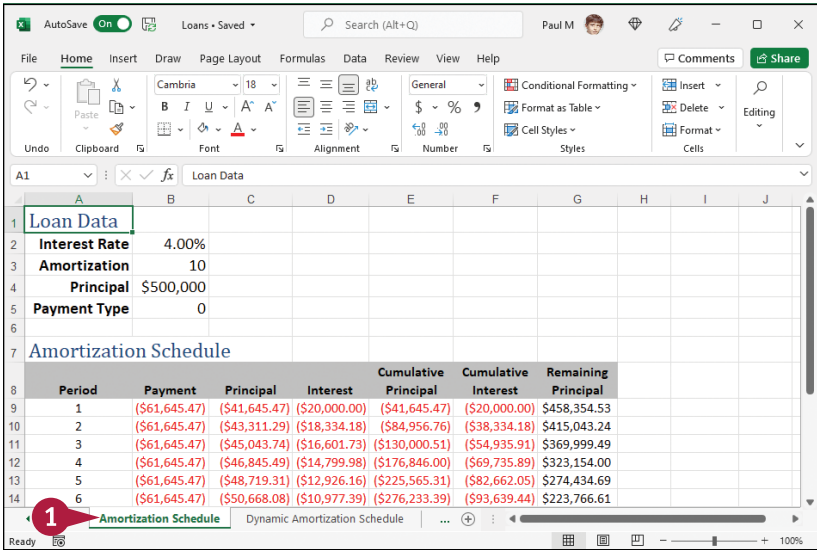 AutoSave On Loans • Saved Search (Alt+Q) Paul M
File Home Insert Draw Page Layout Formulas Data Review View Help Comments Share
Cambria 18 General Conditional Formatting Insert
Paste B I U A A $ % Format as Table Delete Editing
A Cell Styles Format
Undo Clipboard Font Alignment Number Styles Cells
A1 fx Loan Data
A B C D E F G H I J
1 Loan Data
2 Interest Rate 4.00%
3 Amortization 10
4 Principal $500,000
5 Payment Type 0
6
7 Amortization Schedule
Cumulative Cumulative Remaining
8 Period Payment Principal Interest Principal Interest Principal
9 1 ($61,645.47) ($41,645.47) ($20,000.00) ($41,645.47) ($20,000.00) $458,354.53
10 2 ($61,645.47) ($43,311.29) ($18,334.18) ($84,956.76) ($38,334.18) $415,043.24
11 3 ($61,645.47) ($45,043.74) ($16,601.73) ($130,000.51) ($54,935.91) $369,999.49
12 4 ($61,645.47) ($46,845.49) ($14,799.98) ($176,846.00) ($69,735.89) $323,154.00
13 5 ($61,645.47) ($48,719.31) ($12,926.16) ($225,565.31) ($82,662.05) $274,434.69
14 6 ($61,645.47) ($50,668.08) ($10,977.39) ($276,233.39) ($93,639.44) $223,766.61
1 Amortization Schedule Dynamic Amortization Schedule ...
Ready 100%